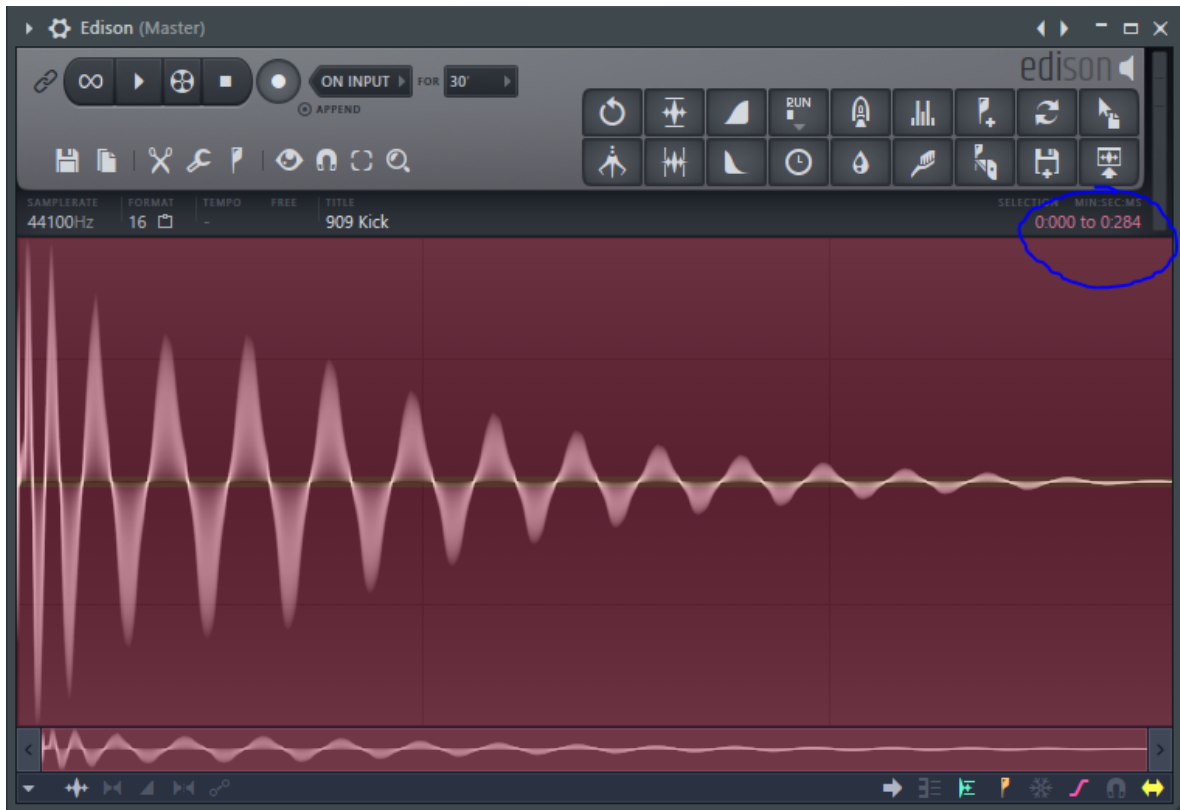 Edison (Master)
edison
ON INPUT FOR 30'
APPEND
RUN
SAMPLERATE FORMAT TEMPO FREE TITLE SELECTION MIN:SEC:MS
44100Hz 16 - 909 Kick 0:000 to 0:284